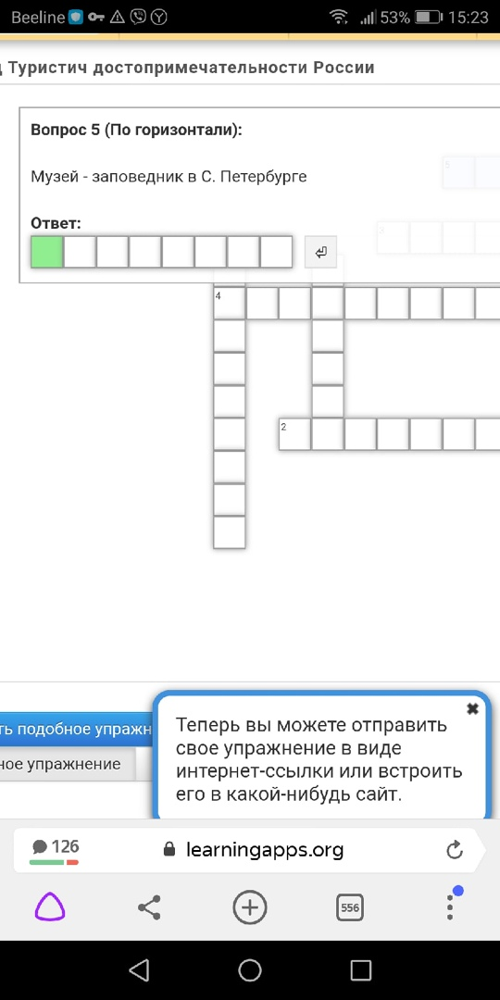 Beeline 53% 15:23
Туристич достопримечательности России
Вопрос 5 (По горизонтали):
Музей - заповедник в С. Петербурге
5
Ответ:
4
2
ть подобное упражн
ное упражнение
Теперь вы можете отправить
свое упражнение в виде
интернет-ссылки или встроить
его в какой-нибудь сайт.
126
learningapps.org
556